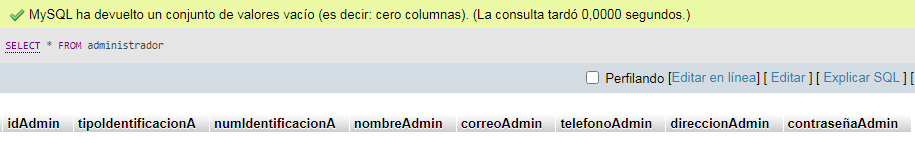 MySQL ha devuelto un conjunto de valores vacío (es decir: cero columnas). (La consulta tardó 0,0000 segundos.)
SELECT * FROM administrador
Perfilando [Editar en línea] [ Editar ] [ Explicar SQL ] [
idAdmin tipoIdentificacionA numIdentificacionA nombreAdmin correoAdmin telefonoAdmin direccionAdmin contraseñaAdmin